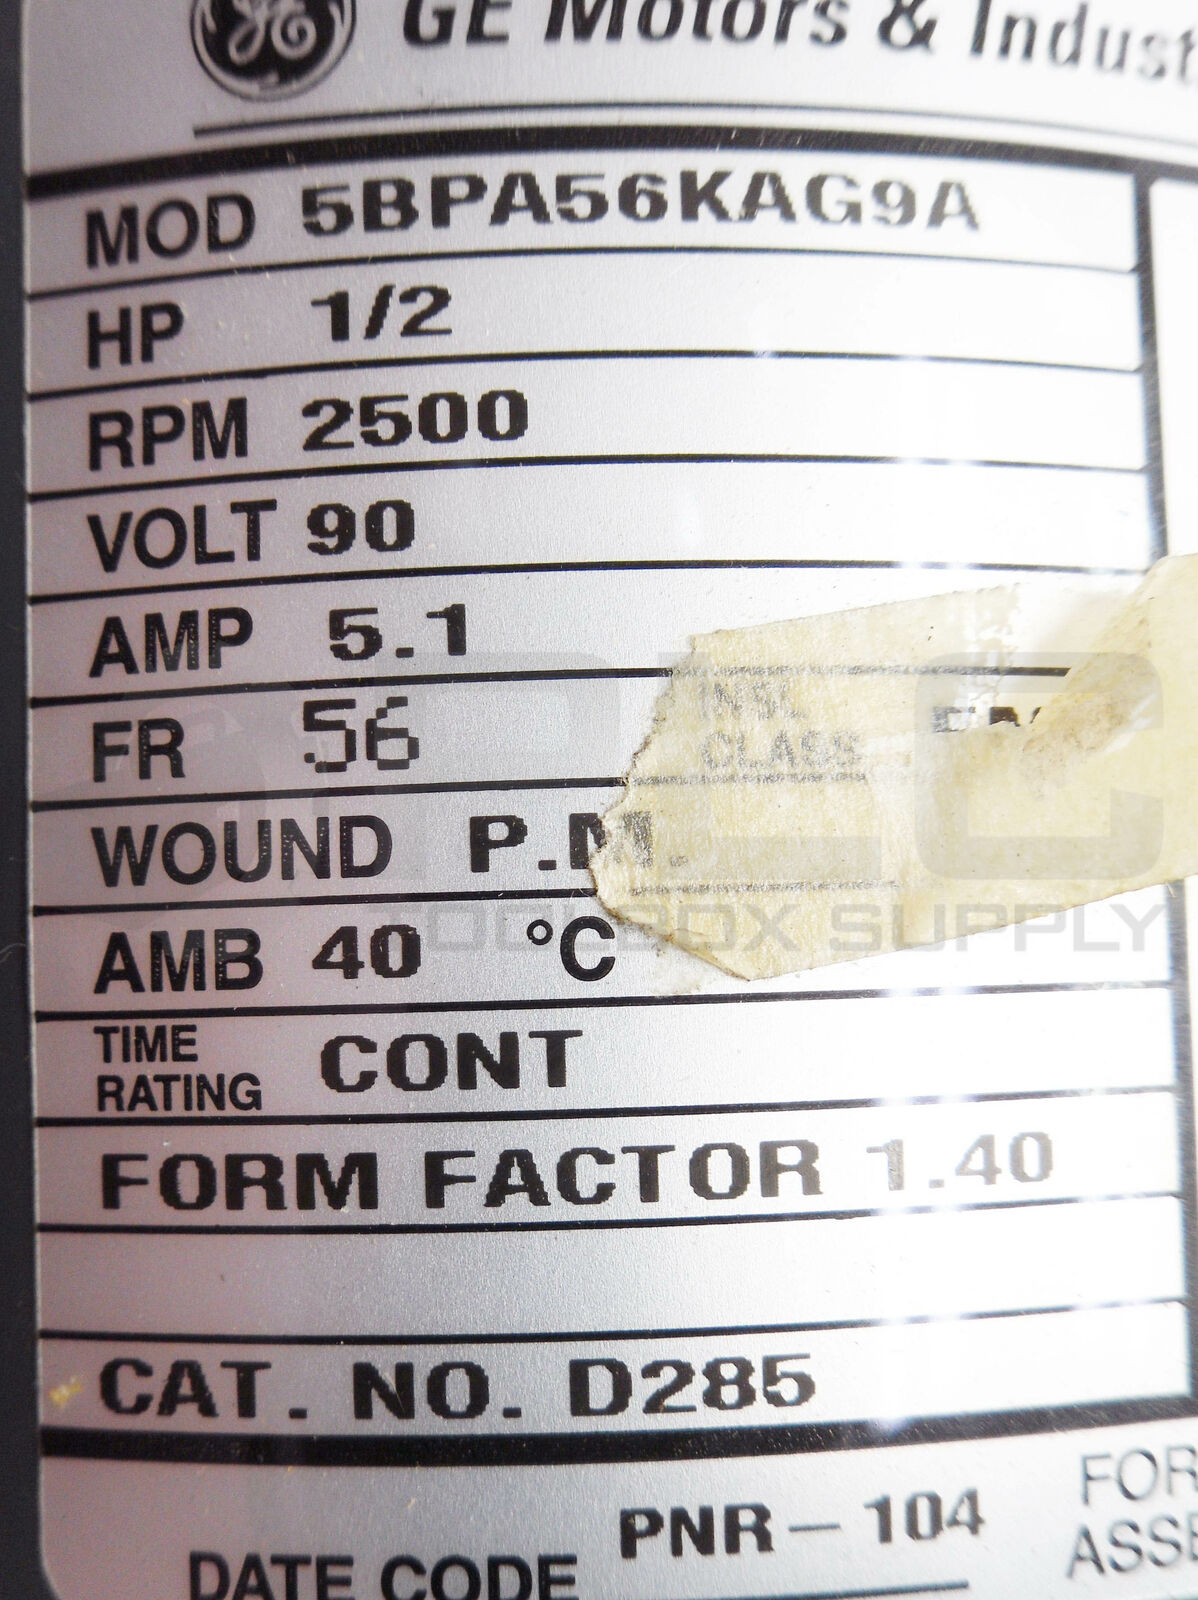 GE Motors & Indust
MOD 5BPA56KAG9A
HP 1/2
RPM 2500
VOLT 90
AMP 5.1
FR 56
INSL CLASS
WOUND P.M.
AMB 40 °C
TOOLBOX SUPPLY
TIME RATING CONT
FORM FACTOR 1.40
CAT. NO. D285
FOR
PNR-104
ASSE
DATE CODE